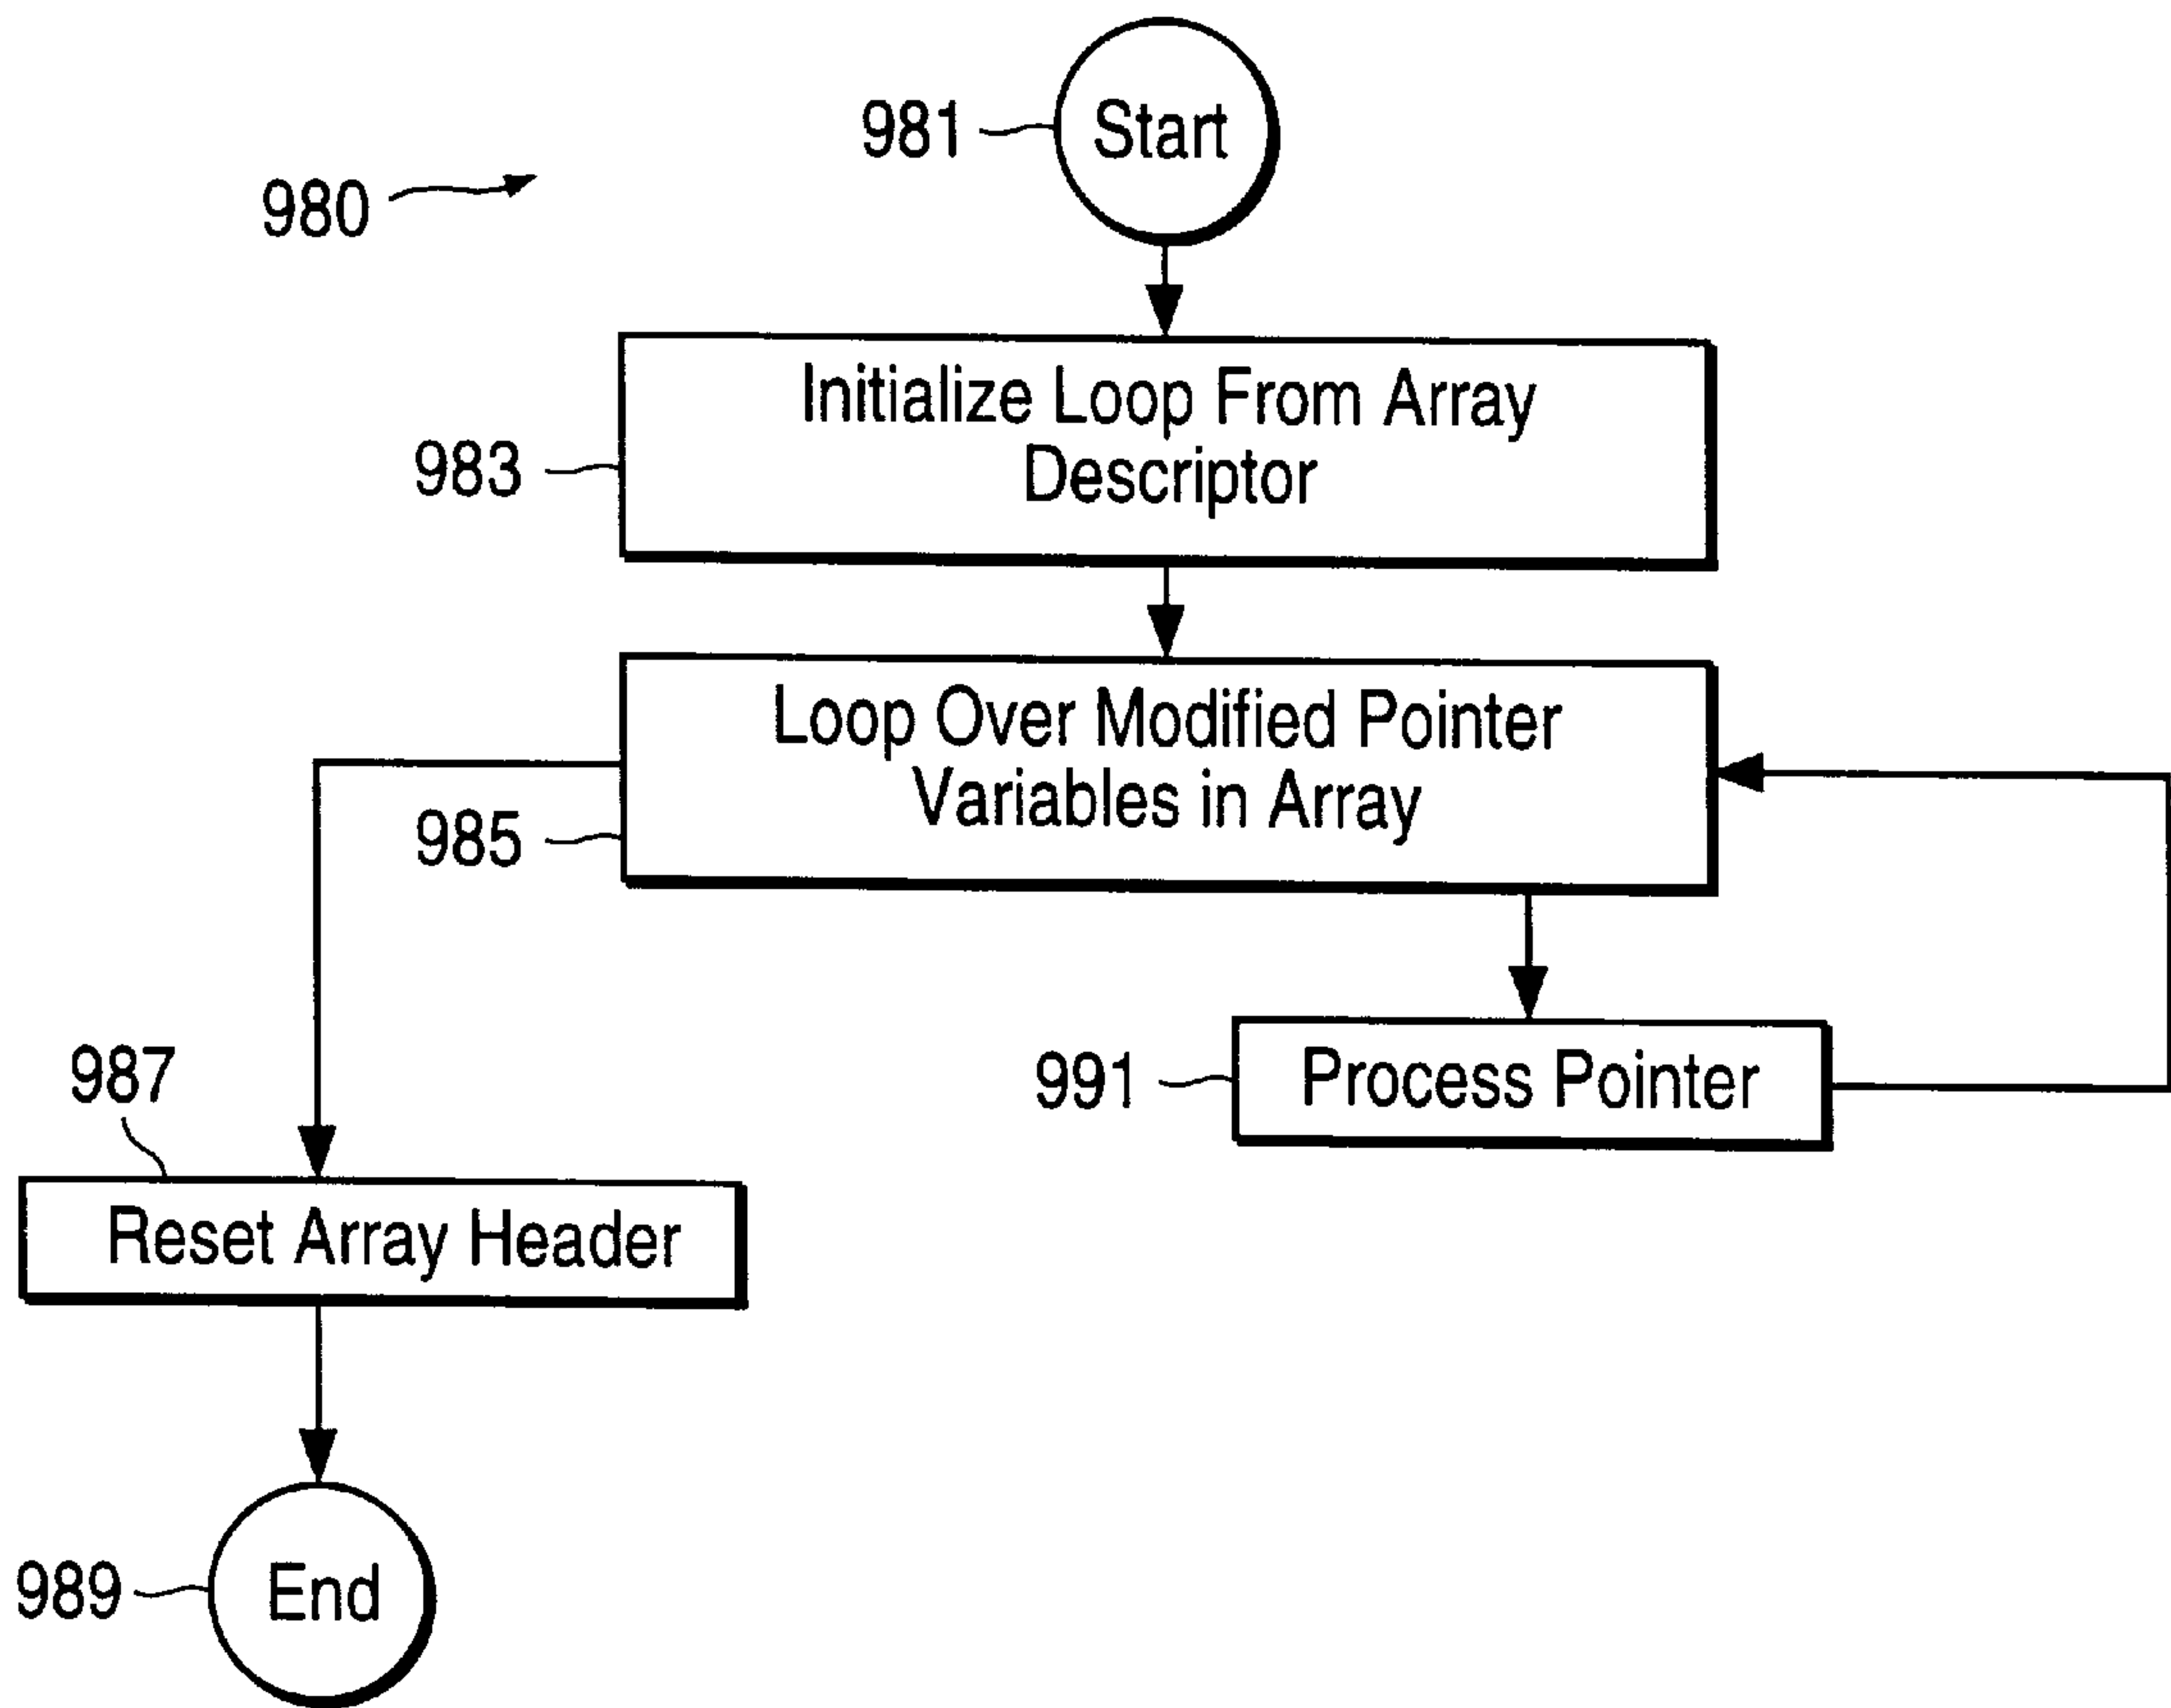 981
Start
980
Initialize Loop From Array
Descriptor
983
Loop Over Modified Pointer
Variables in Array
985
987
991
Process Pointer
Reset Array Header
989
End